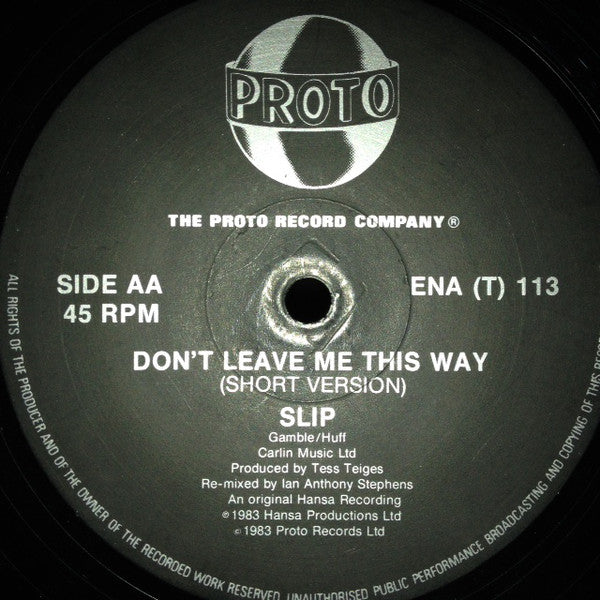 PROTO
THE PROTO RECORD COMPANY®
SIDE AA
45 RPM
ENA (T) 113
DON'T LEAVE ME THIS WAY
(SHORT VERSION)
SLIP
Gamble/Huff
Carlin Music Ltd
Produced by Tess Teiges
Re-mixed by Ian Anthony Stephens
An original Hansa Recording
℗1983 Hansa Productions Ltd
©1983 Proto Records Ltd
ALL RIGHTS OF THE PRODUCER AND OF THE OWNER OF THE RECORDED WORK RESERVED. UNAUTHORISED PUBLIC PERFORMANCE BROADCASTING AND COPYING OF THIS RECO